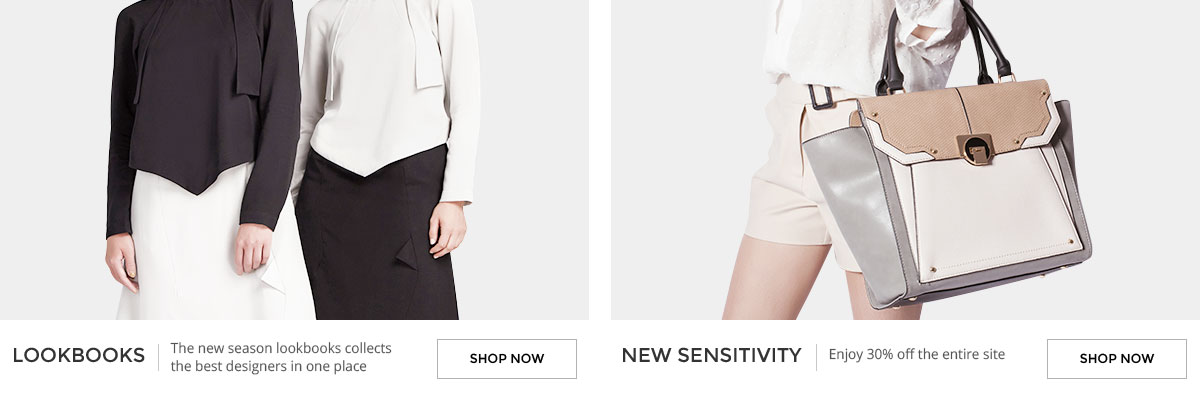 LOOKBOOKS
The new season lookbooks collects
the best designers in one place
SHOP NOW
NEW SENSITIVITY
Enjoy 30% off the entire site
SHOP NOW